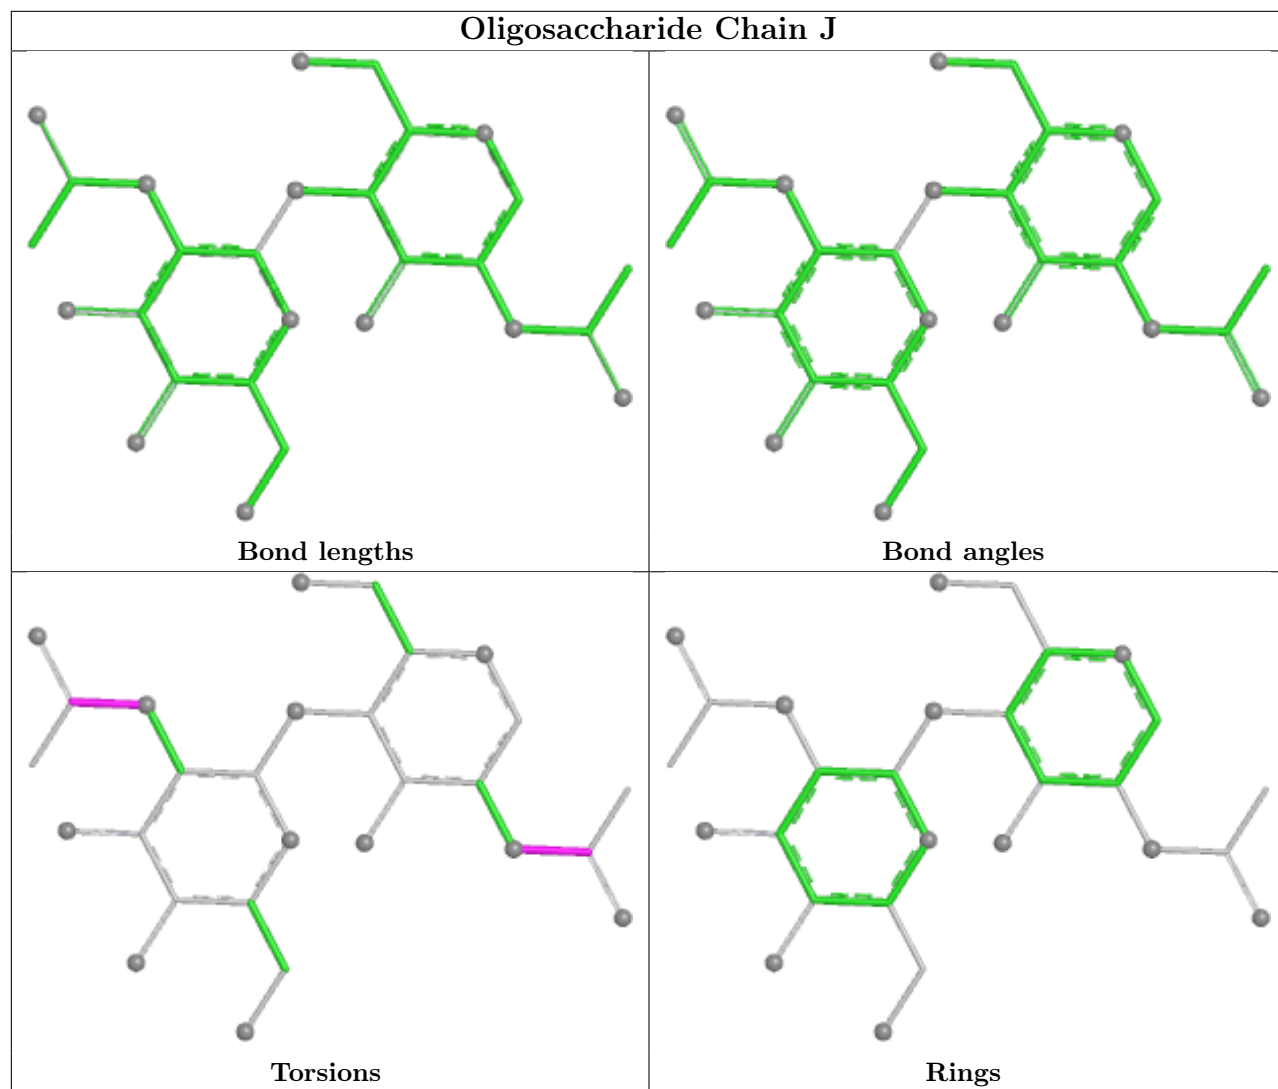 Oligosaccharide Chain J
Bond lengths
Bond angles
Torsions
Rings